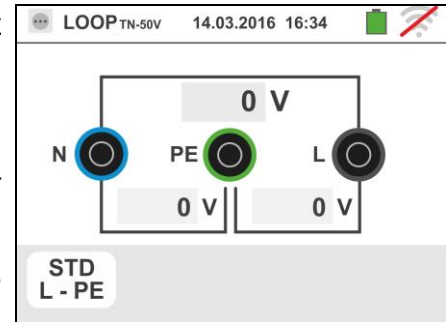 LOOP TN-50V 14.03.2016 16:34
0 V
N PE L
0 V 0 V
STD
L - PE